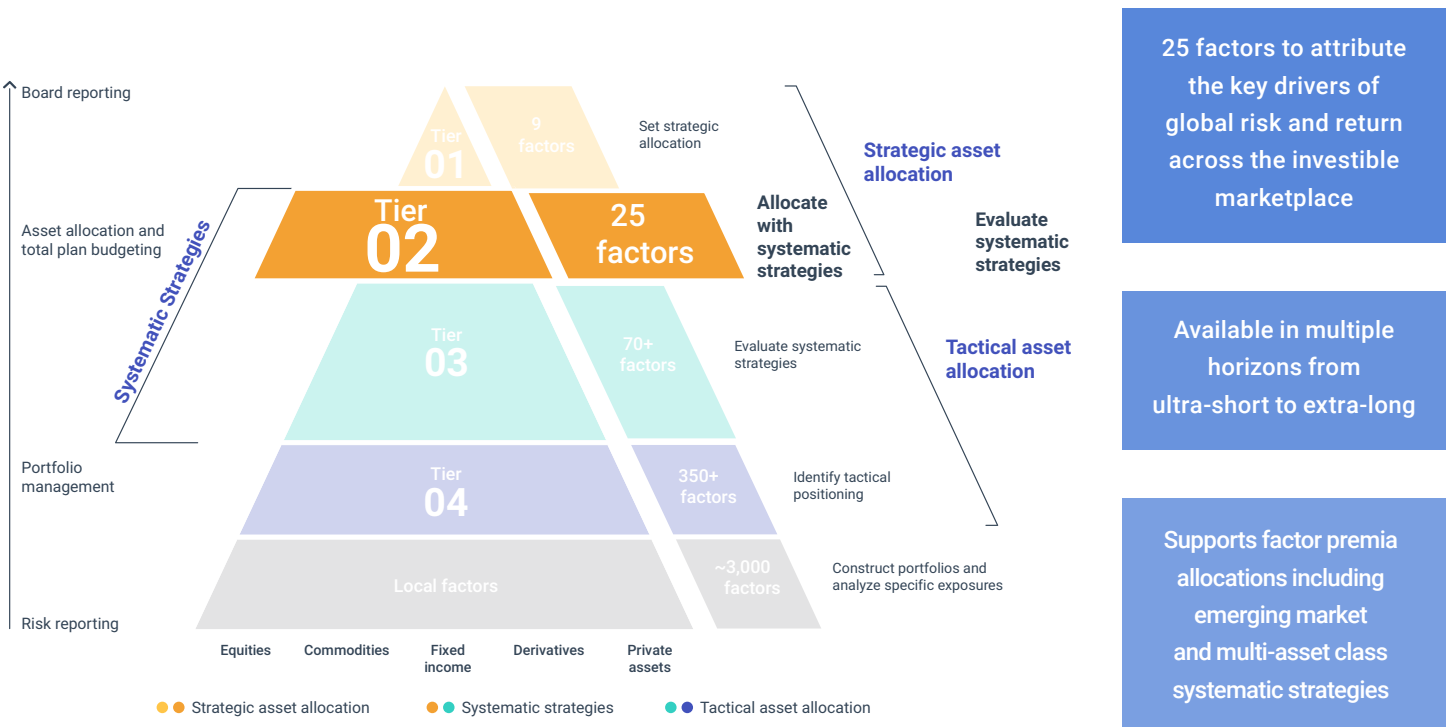 Board reporting
Asset allocation and
total plan budgeting
Portfolio
management
Risk reporting
Systematic Strategies
Tier
01
9
factors
Set strategic
allocation
Tier
02
25
factors
Allocate
with
systematic
strategies
Tier
03
70+
factors
Evaluate systematic
strategies
Tier
04
350+
factors
Identify tactical
positioning
Local factors
~3,000
factors
Construct portfolios and
analyze specific exposures
Strategic asset
allocation
Evaluate
systematic
strategies
Tactical asset
allocation
Equities
Commodities
Fixed
income
Derivatives
Private
assets
Strategic asset allocation
Systematic strategies
Tactical asset allocation
25 factors to attribute
the key drivers of
global risk and return
across the investible
marketplace
Available in multiple
horizons from
ultra-short to extra-long
Supports factor premia
allocations including
emerging market
and multi-asset class
systematic strategies